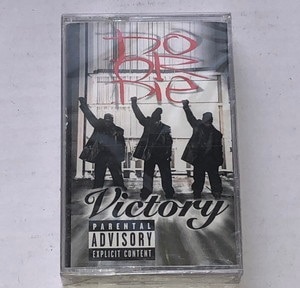 DO
OR
Die
Victory
PARENTAL
ADVISORY
EXPLICIT CONTENT